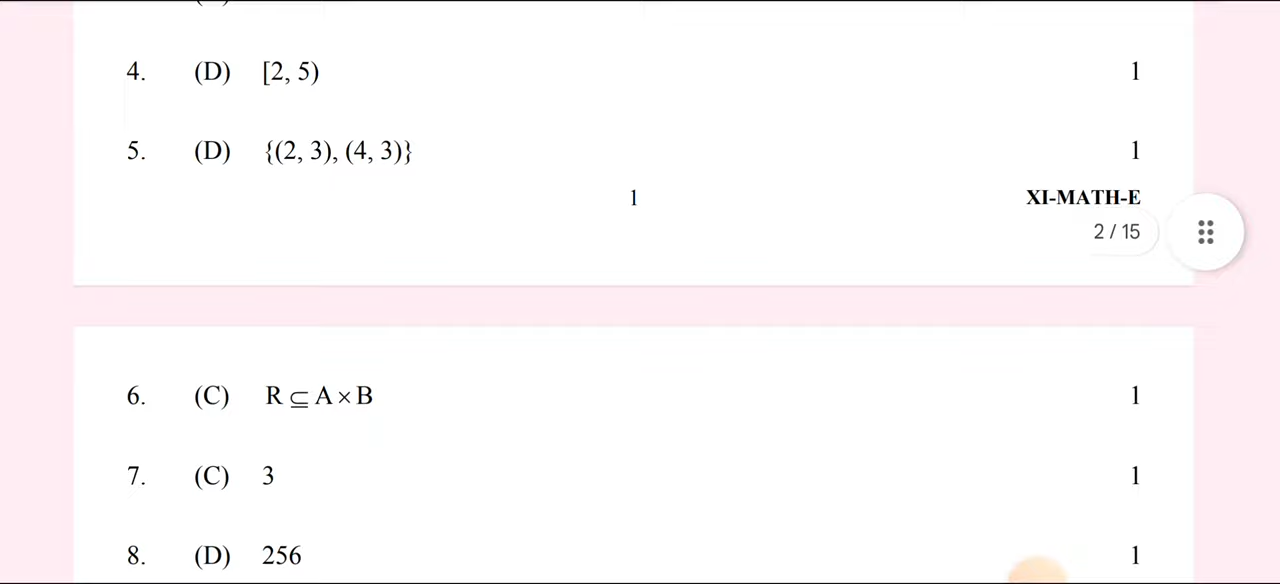 4. (D) [2, 5) 1
5. (D) {(2, 3), (4, 3)} 1
1 XI-MATH-E
2 / 15
6. (C) R ⊆ A × B 1
7. (C) 3 1
8. (D) 256 1